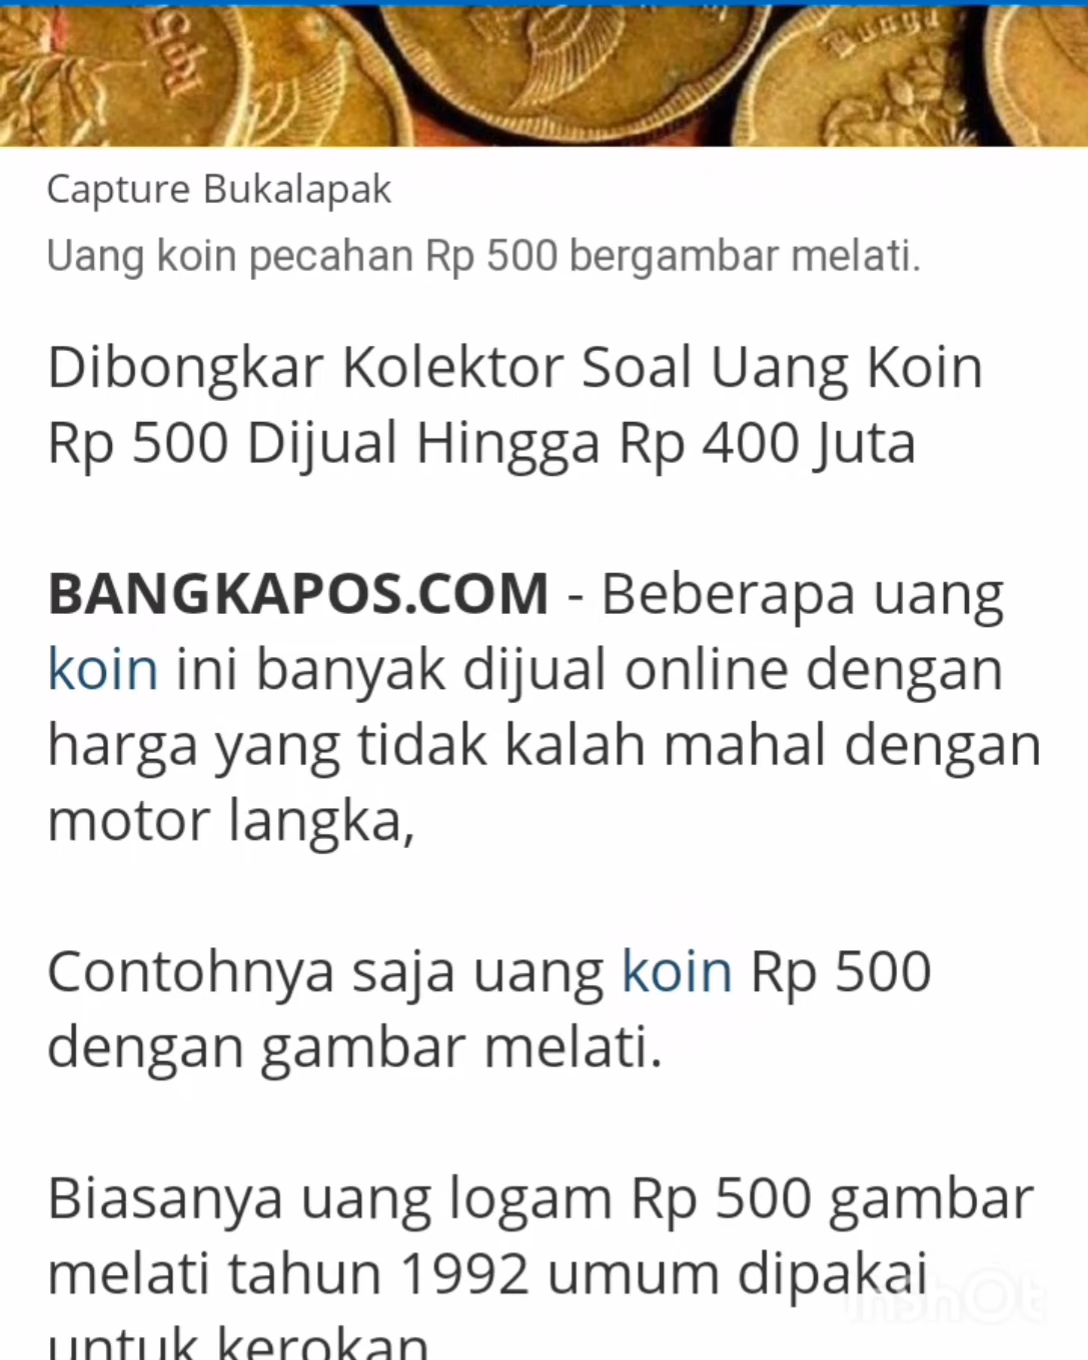 Bunga
Capture Bukalapak
Uang koin pecahan Rp 500 bergambar melati.
Dibongkar Kolektor Soal Uang Koin
Rp 500 Dijual Hingga Rp 400 Juta
BANGKAPOS.COM - Beberapa uang
koin ini banyak dijual online dengan
harga yang tidak kalah mahal dengan
motor langka,
Contohnya saja uang koin Rp 500
dengan gambar melati.
Biasanya uang logam Rp 500 gambar
melati tahun 1992 umum dipakai
untuk kerokan
InShOt